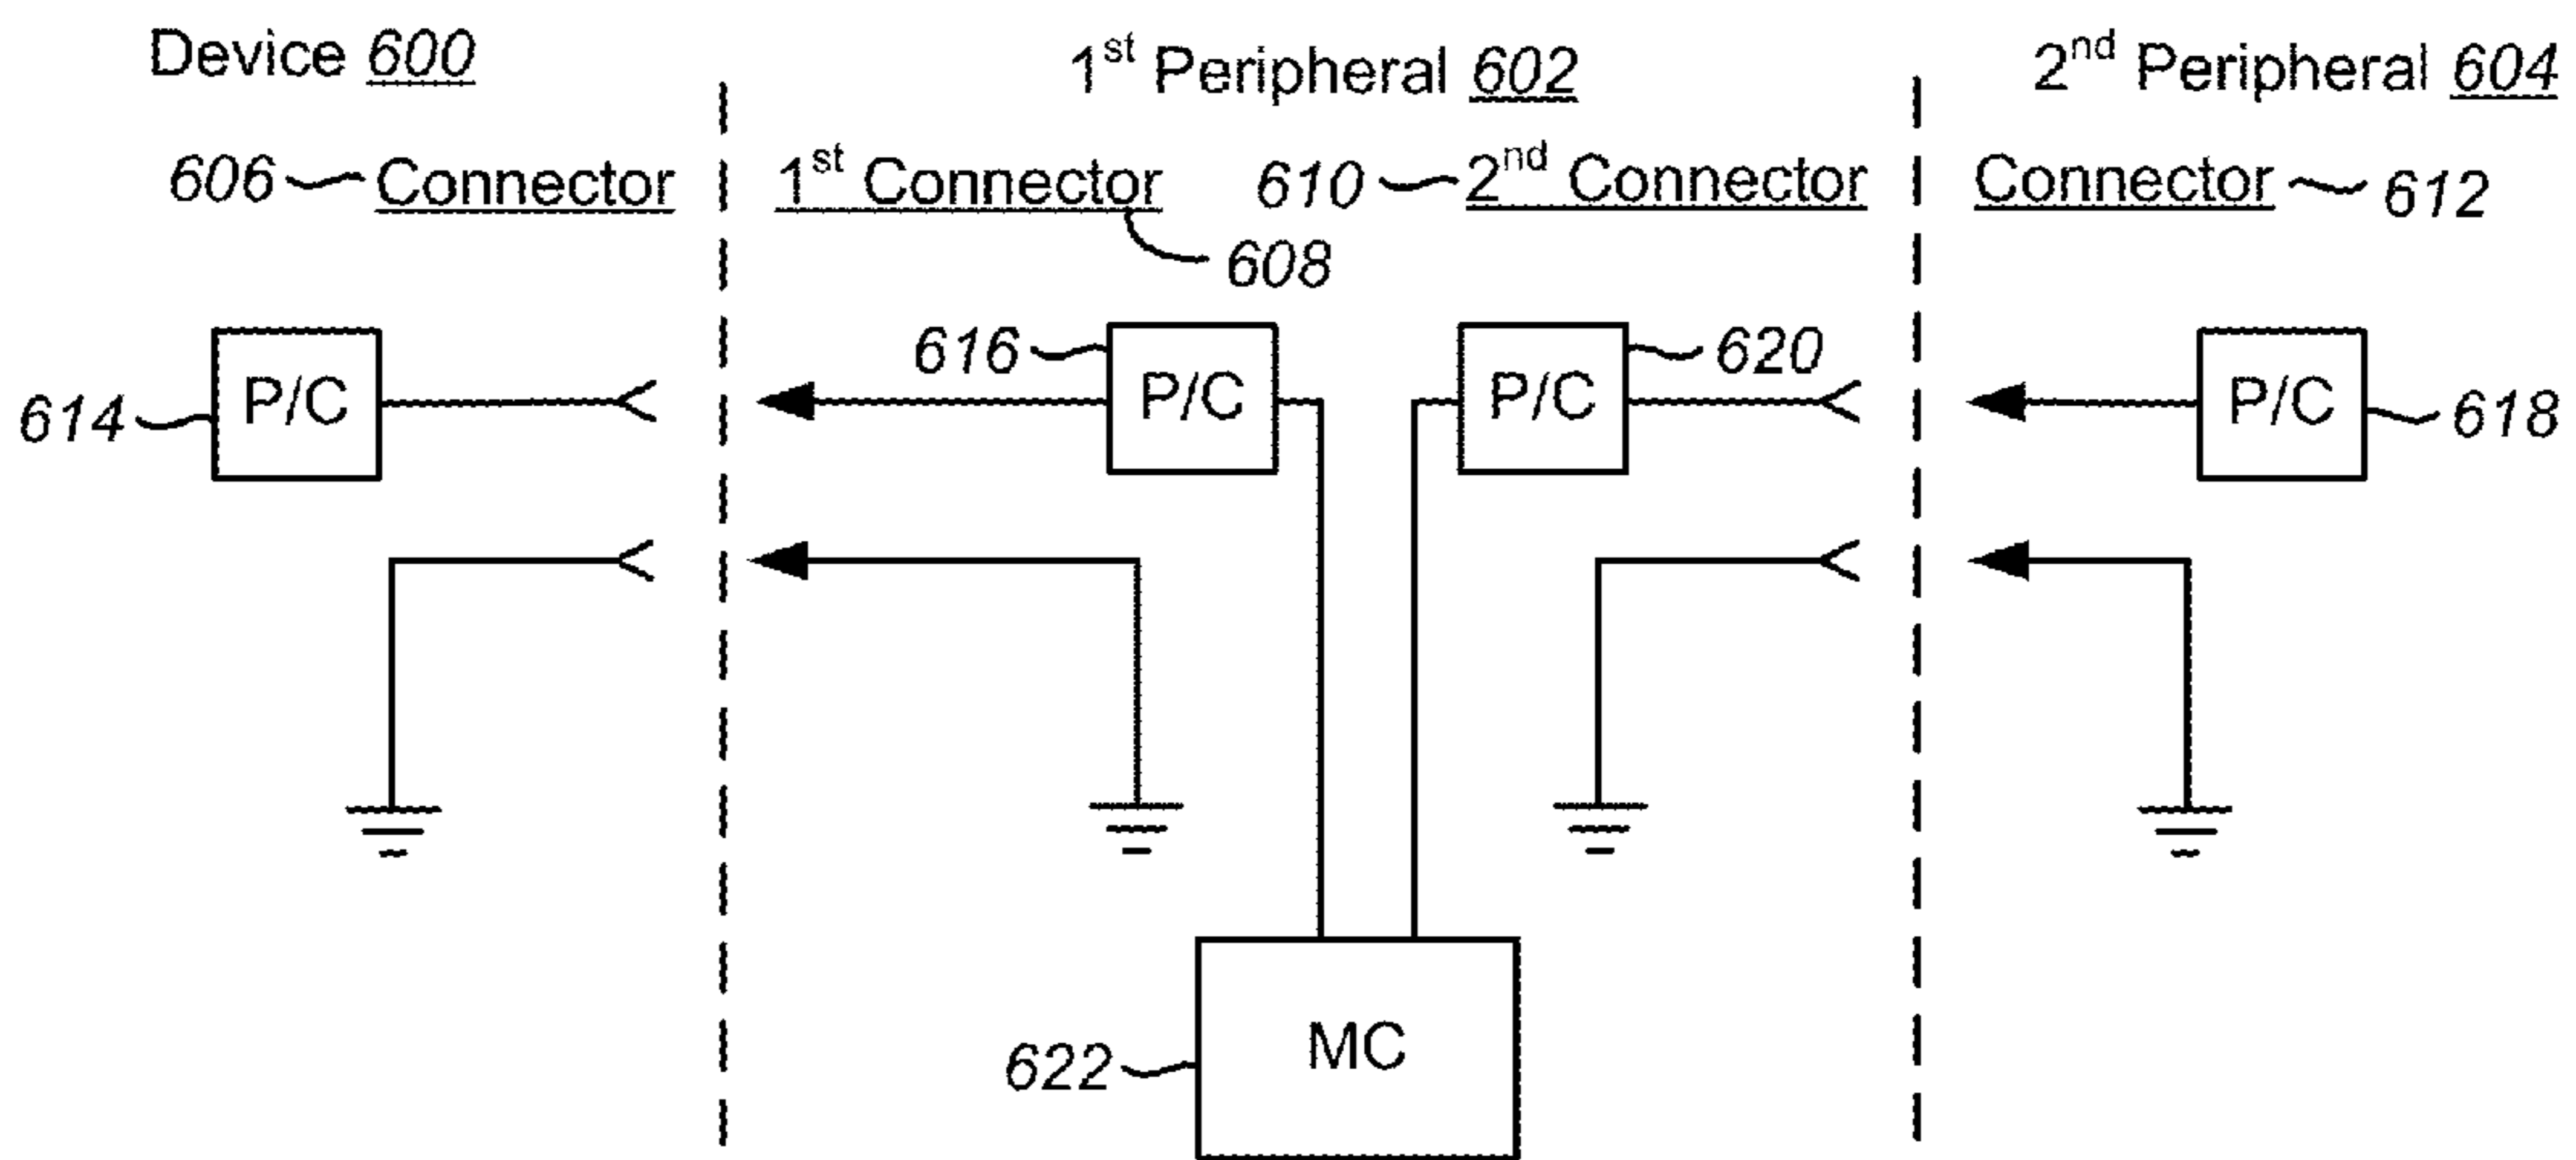 Device 600
1st Peripheral 602
2nd Peripheral 604
606 Connector
1st Connector
610 2nd Connector
Connector 612
608
616
620
614 P/C
P/C
P/C
P/C 618
622 MC